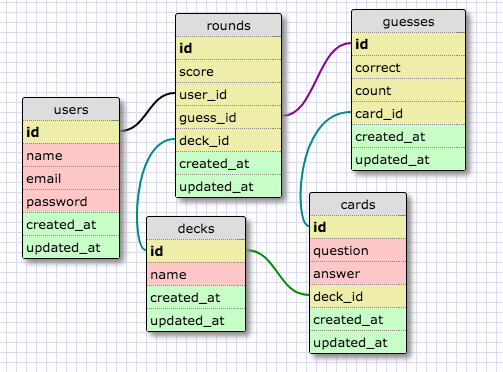 rounds
id
score
user_id
guess_id
deck_id
created_at
updated_at
guesses
id
correct
count
card_id
created_at
updated_at
users
id
name
email
password
created_at
updated_at
decks
id
name
created_at
updated_at
cards
id
question
answer
deck_id
created_at
updated_at